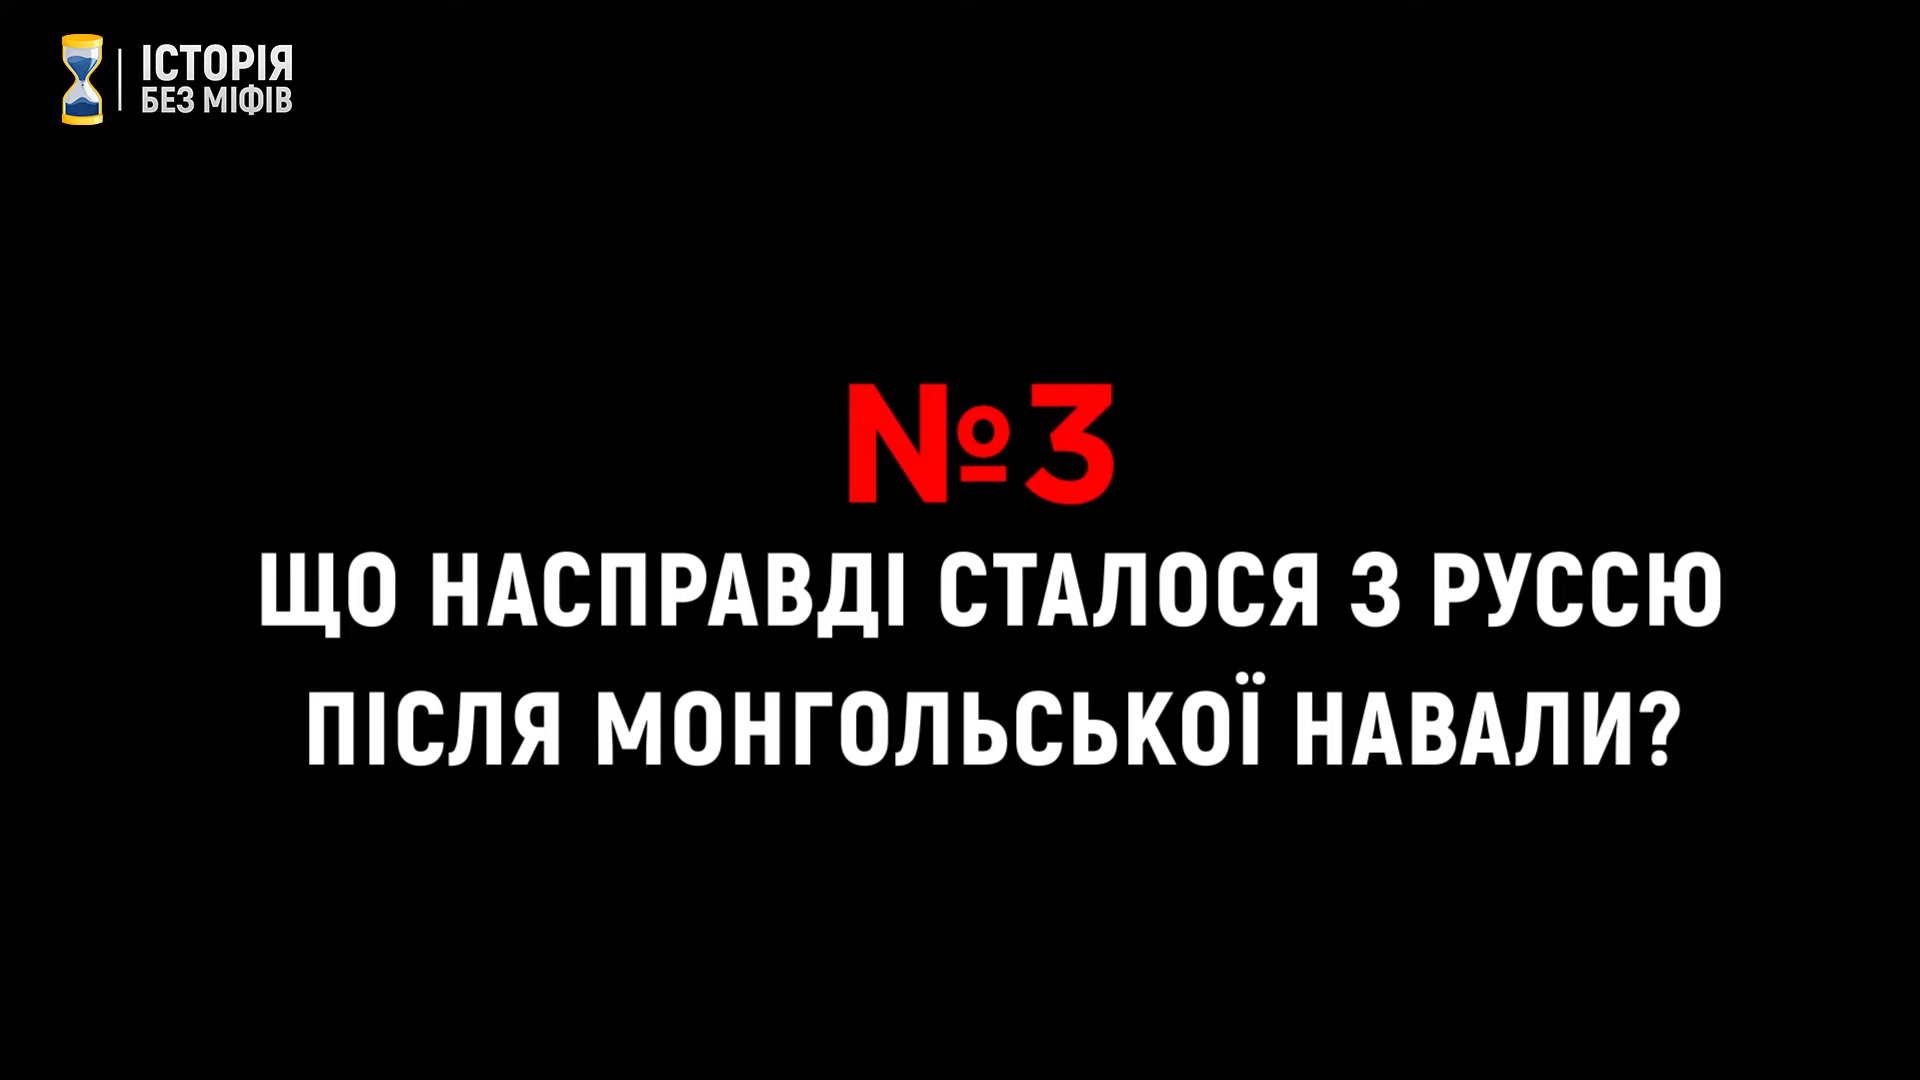 ІСТОРІЯ
БЕЗ МІФІВ
№3
ЩО НАСПРАВДІ СТАЛОСЯ З РУССЮ
ПІСЛЯ МОНГОЛЬСЬКОЇ НАВАЛИ?